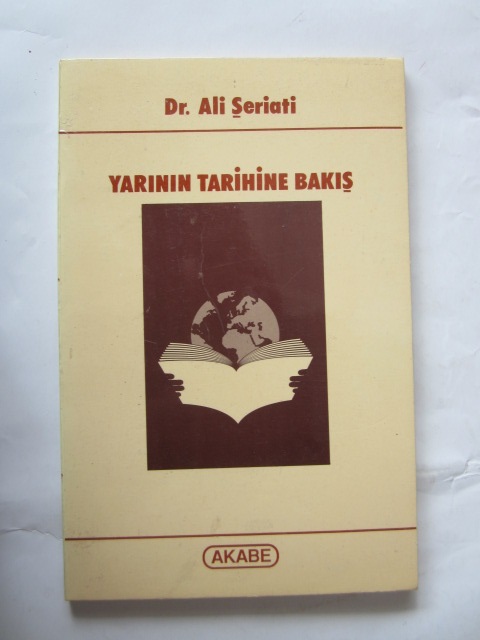 Dr. Ali Şeriati
YARININ TARİHİNE BAKIŞ
AKABE